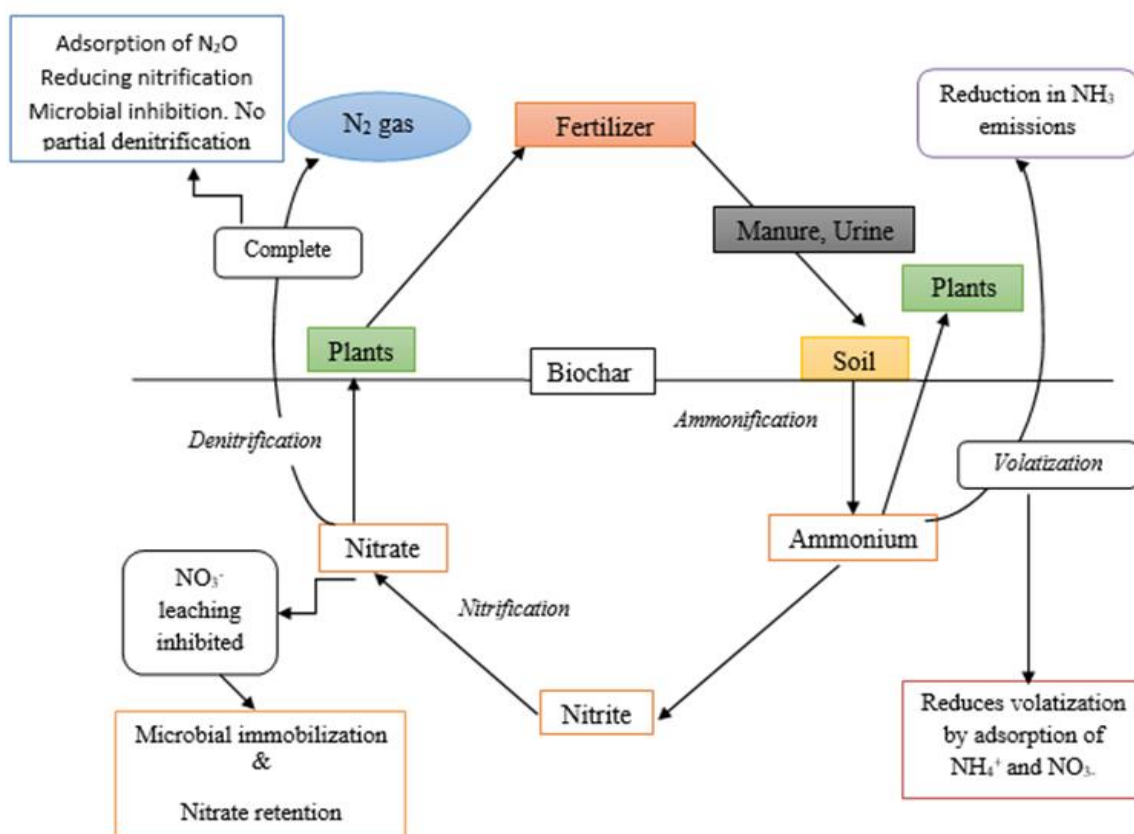 Adsorption of N₂O
Reducing nitrification
Microbial inhibition. No
partial denitrification
N₂ gas
Fertilizer
Reduction in NH₃
emissions
Manure, Urine
Complete
Plants
Plants
Soil
Biochar
Denitrification
Ammonification
Volatization
Nitrate
Ammonium
NO₃⁻
leaching
inhibited
Nitrification
Nitrite
Microbial immobilization
&
Nitrate retention
Reduces volatization
by adsorption of
NH₄⁺ and NO₃₋